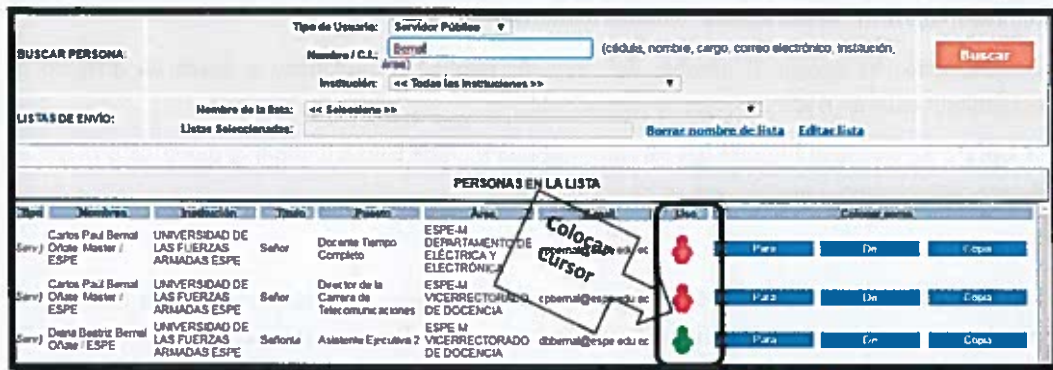 Tipo de Usuario: Servidor Público
BUSCAR PERSONA:
Nombre / C.I.: Bernal (cédula, nombre, cargo, correo electrónico, institución, área)
Buscar
Institución: << Todas las Instituciones >>
LISTAS DE ENVÍO:
Nombre de la lista: << Seleccione >>
Listas Seleccionadas: Borrar nombre de lista Editar lista
PERSONAS EN LA LISTA
Tipo Nombres Institución Título Puesto Área Email Uso Colocar como
(Serv.) Carlos Paul Bernal Oñate Master / ESPE
UNIVERSIDAD DE LAS FUERZAS ARMADAS ESPE
Señor
Docente Tiempo Completo
ESPE-M DEPARTAMENTO DE ELÉCTRICA Y ELECTRÓNICA
cpbernal@espe.edu.ec
Para De Copia
(Serv.) Carlos Paul Bernal Oñate Master / ESPE
UNIVERSIDAD DE LAS FUERZAS ARMADAS ESPE
Señor
Director de la Carrera de Telecomunicaciones
ESPE-M VICERRECTORADO DE DOCENCIA
cpbernal@espe.edu.ec
Para De Copia
(Serv.) Diana Beatriz Bernal Oñate / ESPE
UNIVERSIDAD DE LAS FUERZAS ARMADAS ESPE
Señorita
Asistente Ejecutiva 2
ESPE-M VICERRECTORADO DE DOCENCIA
dbbernal@espe.edu.ec
Para De Copia
Colocar
cursor